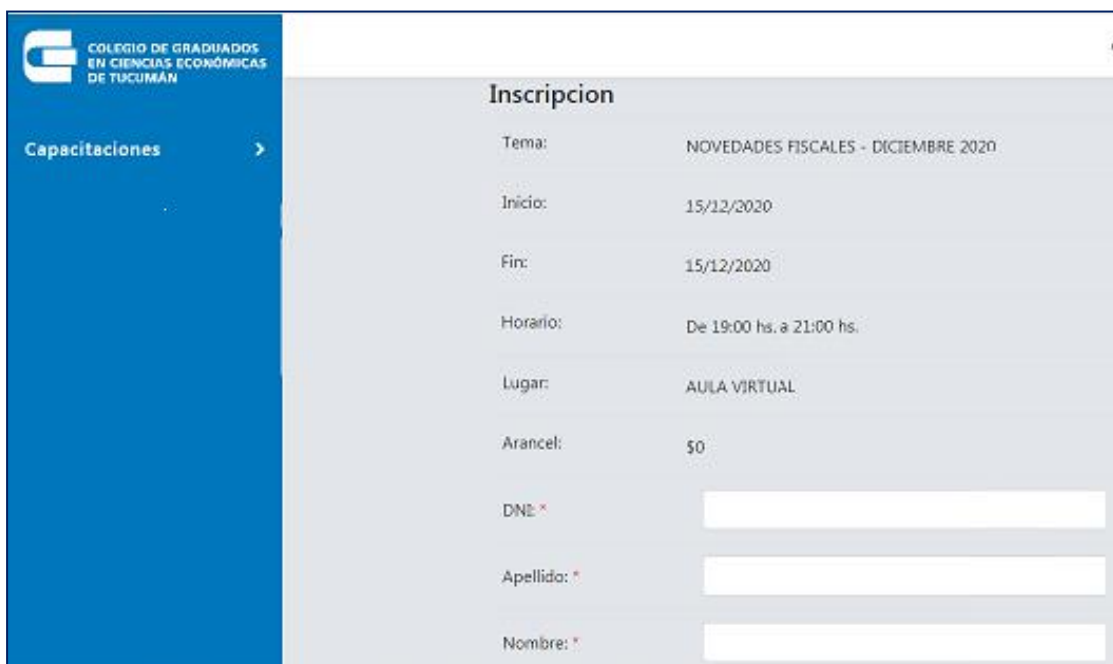 COLEGIO DE GRADUADOS
EN CIENCIAS ECONÓMICAS
DE TUCUMÁN
Capacitaciones
Inscripcion
Tema: NOVEDADES FISCALES - DICIEMBRE 2020
Inicio: 15/12/2020
Fin: 15/12/2020
Horario: De 19:00 hs. a 21:00 hs.
Lugar: AULA VIRTUAL
Arancel: $0
DNI: *
Apellido: *
Nombre: *